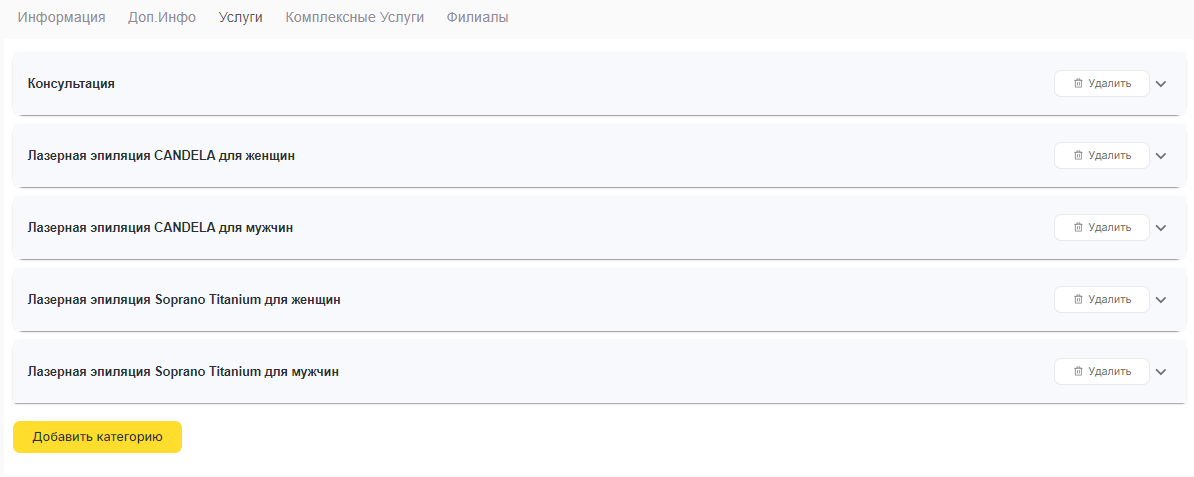 Информация Доп.Инфо Услуги Комплексные Услуги Филиалы
Консультация Удалить
Лазерная эпиляция CANDELA для женщин Удалить
Лазерная эпиляция CANDELA для мужчин Удалить
Лазерная эпиляция Soprano Titanium для женщин Удалить
Лазерная эпиляция Soprano Titanium для мужчин Удалить
Добавить категорию